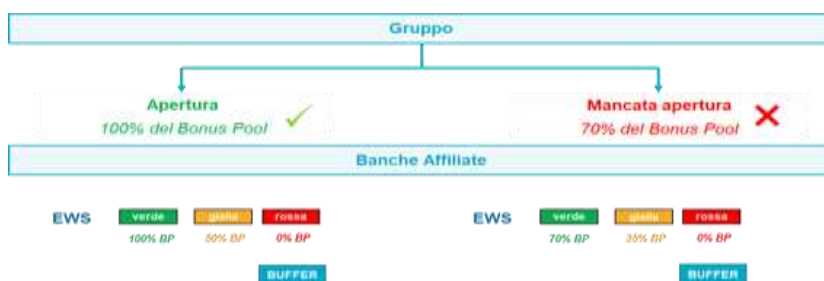 Gruppo
Apertura
100% del Bonus Pool
Mancata apertura
70% del Bonus Pool
Banche Affiliate
EWS verde gialla rossa
100% BP 50% BP 0% BP
BUFFER
EWS verde gialla rossa
70% BP 35% BP 0% BP
BUFFER